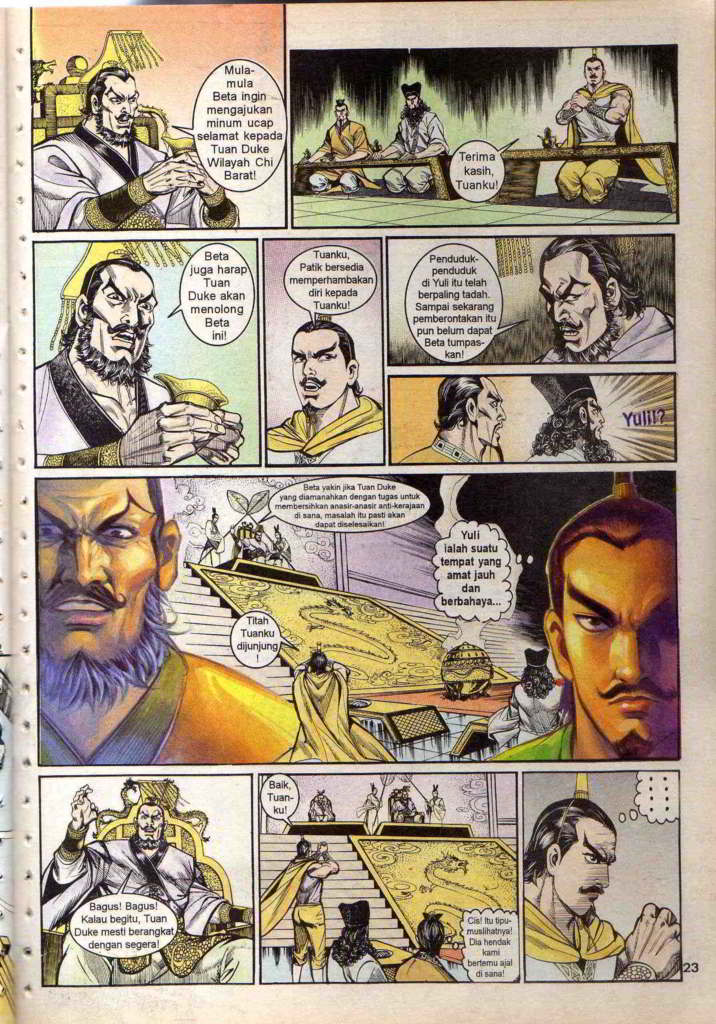 Mula-
mula
Beta ingin
mengajukan
minum ucap
selamat kepada
Tuan Duke
Wilayah Chi
Barat!
Terima
kasih,
Tuanku!
Beta
juga harap
Tuan
Duke akan
menolong
Beta
ini!
Tuanku,
Patik bersedia
memperhambakan
diri kepada
Tuanku!
Penduduk-
penduduk
di Yuli itu telah
berpaling tadah.
Sampai sekarang
pemberontakan itu
pun belum dapat
Beta tumpas-
kan!
Yuli!?
Beta yakin jika Tuan Duke
yang diamanahkan dengan tugas untuk
membersihkan anasir-anasir anti-kerajaan
di sana, masalah itu pasti akan
dapat diselesaikan!
Yuli
ialah suatu
tempat yang
amat jauh
dan
berbahaya...
Titah
Tuanku
dijunjung
!
Bagus! Bagus!
Kalau begitu, Tuan
Duke mesti berangkat
dengan segera!
Baik,
Tuan-
ku!
Cis! Itu tipu-
muslihatnya!
Dia hendak
kami
bertemu ajal
di sana!
......
23